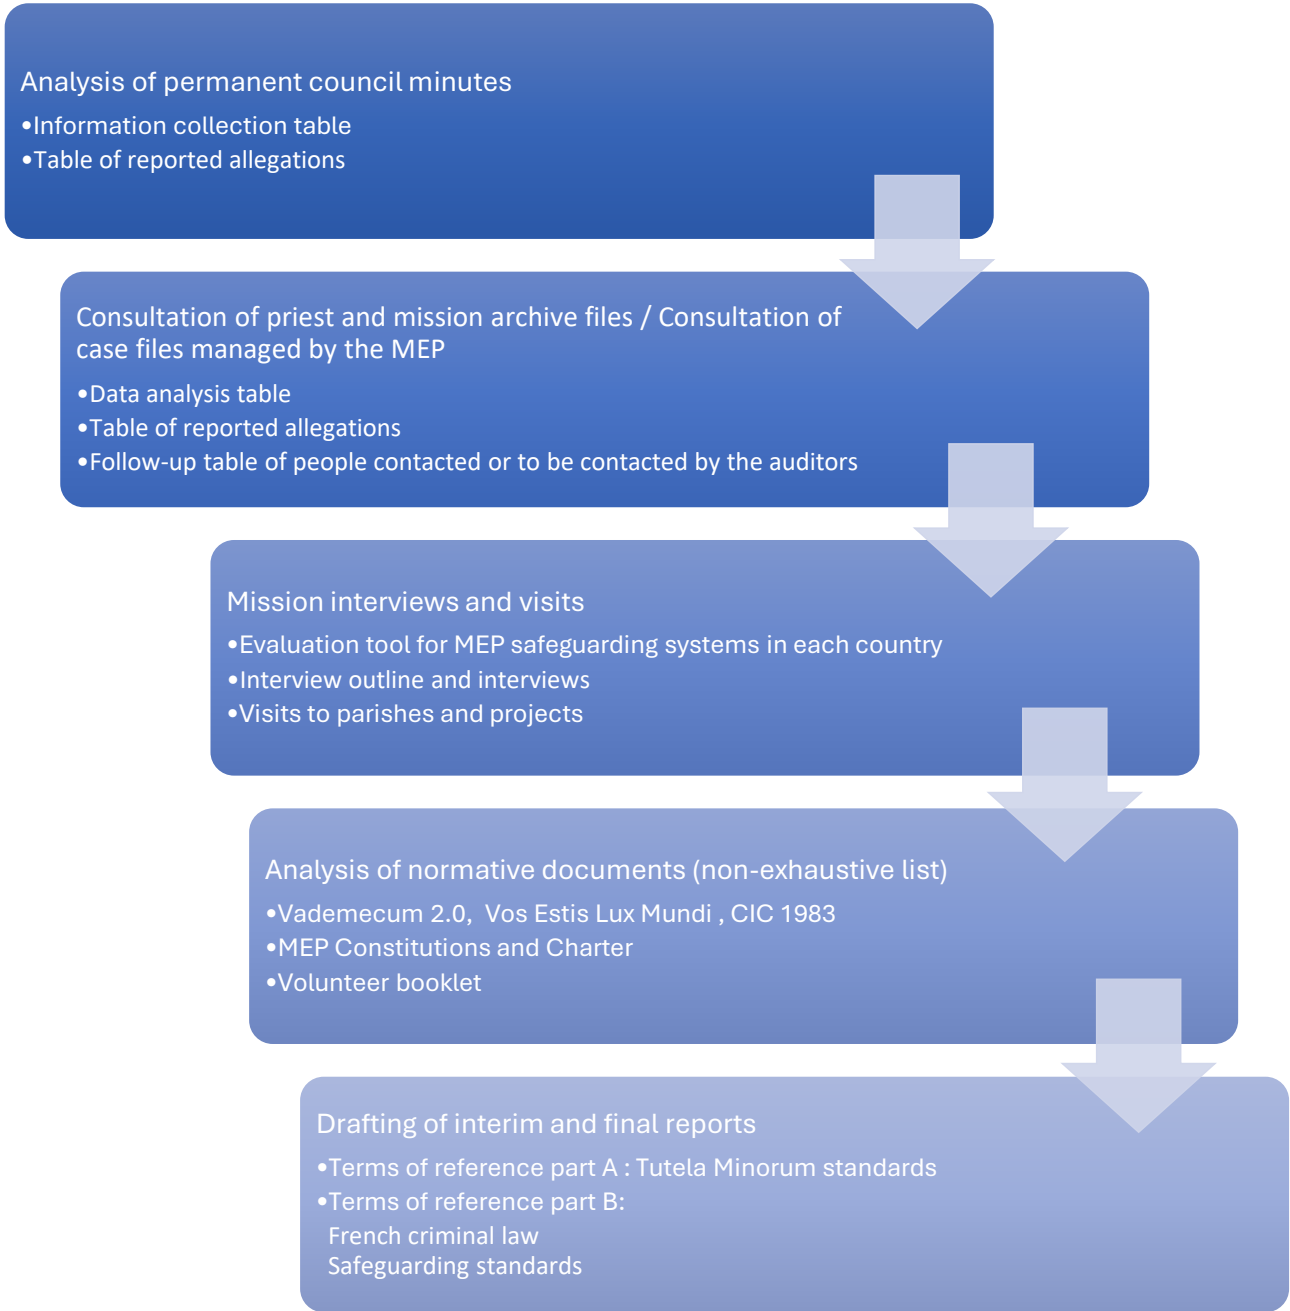 Analysis of permanent council minutes
•Information collection table
•Table of reported allegations
Consultation of priest and mission archive files / Consultation of
case files managed by the MEP
•Data analysis table
•Table of reported allegations
•Follow-up table of people contacted or to be contacted by the auditors
Mission interviews and visits
•Evaluation tool for MEP safeguarding systems in each country
•Interview outline and interviews
•Visits to parishes and projects
Analysis of normative documents (non-exhaustive list)
•Vademecum 2.0, Vos Estis Lux Mundi , CIC 1983
•MEP Constitutions and Charter
•Volunteer booklet
Drafting of interim and final reports
•Terms of reference part A : Tutela Minorum standards
•Terms of reference part B:
French criminal law
Safeguarding standards